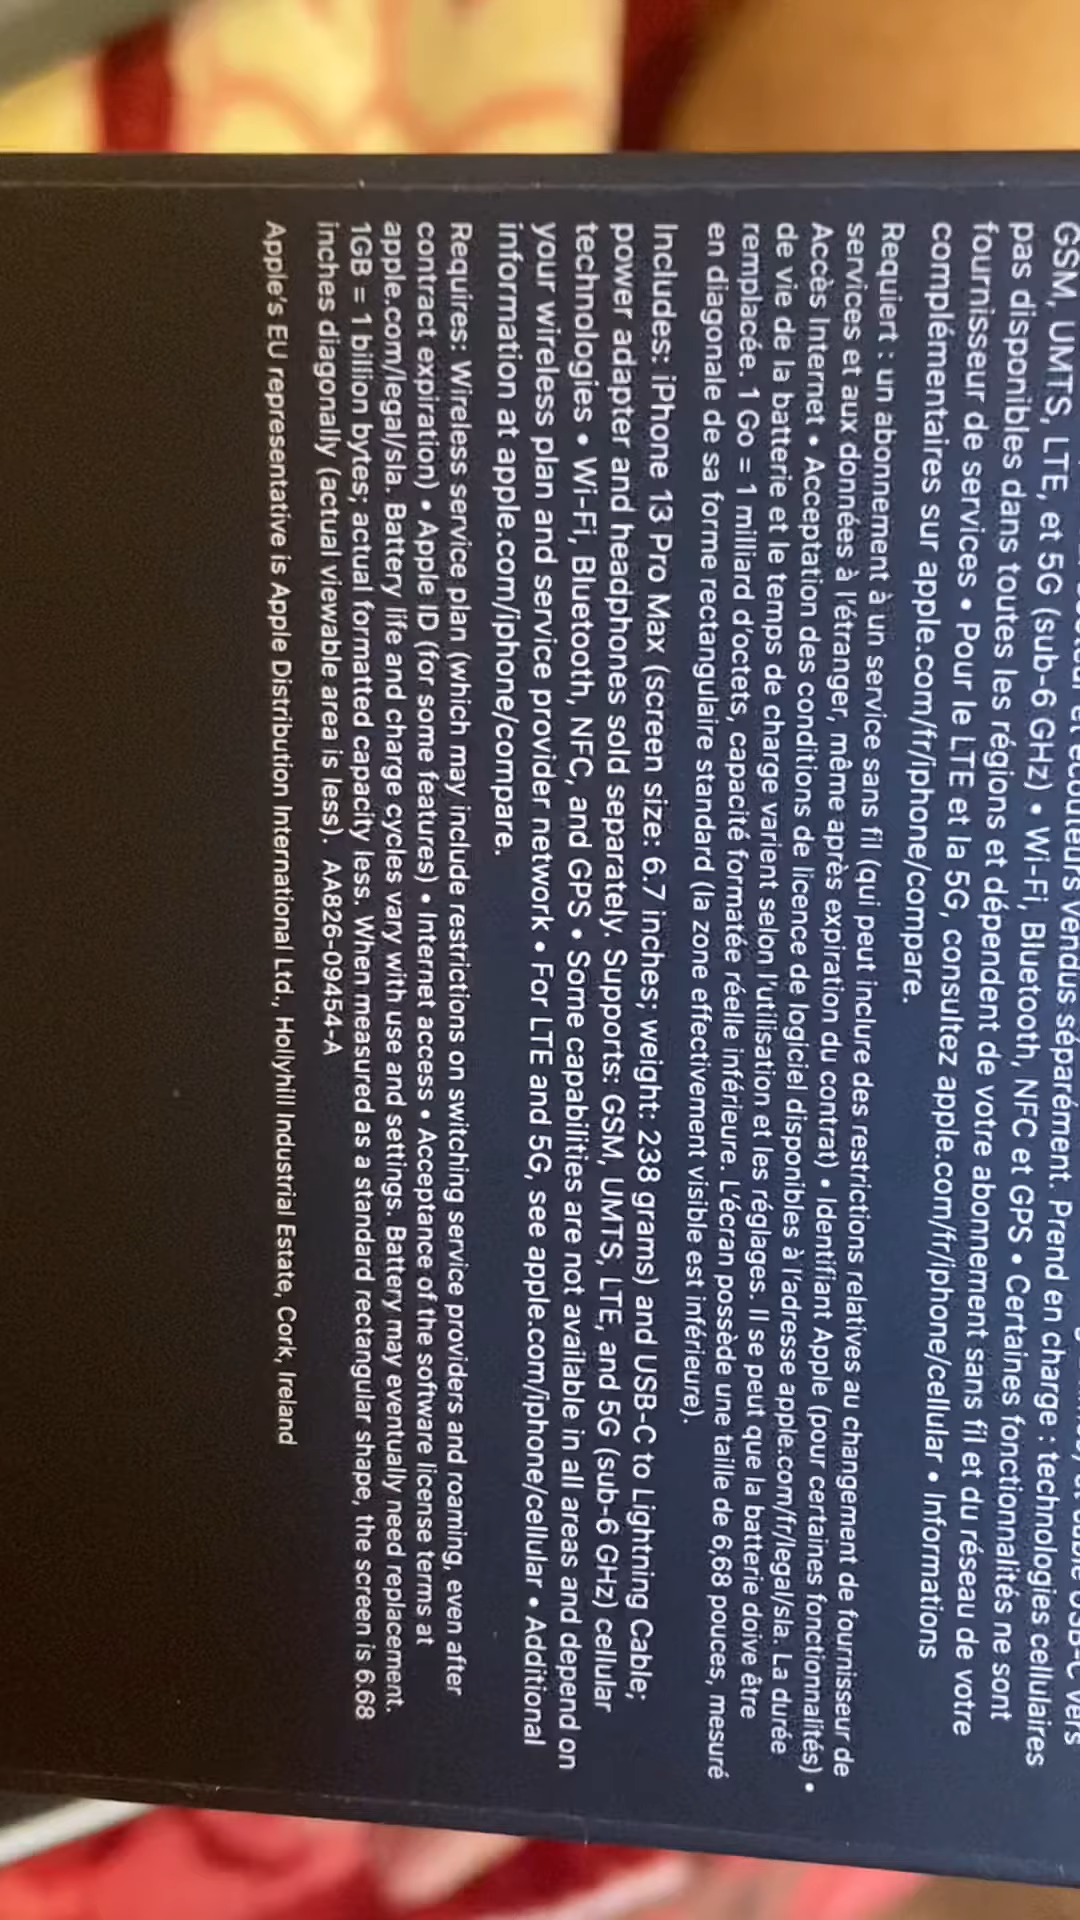 GSM, UMTS, LTE, et 5G (sub-6 GHz) • Wi-Fi, Bluetooth, NFC et GPS • Certaines fonctionnalités ne sont
pas disponibles dans toutes les régions et dépendent de votre abonnement sans fil et du réseau de votre
fournisseur de services • Pour le LTE et la 5G, consultez apple.com/fr/iphone/cellular • Informations
complémentaires sur apple.com/fr/iphone/compare.
Requiert : un abonnement à un service sans fil (qui peut inclure des restrictions relatives au changement de fournisseur de
services et aux données à l'étranger, même après expiration du contrat) • Identifiant Apple (pour certaines fonctionnalités) •
Accès Internet • Acceptation des conditions de licence de logiciel disponibles à l'adresse apple.com/fr/legal/sla. La durée
de vie de la batterie et le temps de charge varient selon l'utilisation et les réglages. Il se peut que la batterie doive être
remplacée. 1 Go = 1 milliard d'octets, capacité formatée réelle inférieure. L'écran possède une taille de 6,68 pouces, mesuré
en diagonale de sa forme rectangulaire standard (la zone effectivement visible est inférieure).
Includes: iPhone 13 Pro Max (screen size: 6.7 inches; weight: 238 grams) and USB-C to Lightning Cable;
power adapter and headphones sold separately. Supports: GSM, UMTS, LTE, and 5G (sub-6 GHz) cellular
technologies • Wi-Fi, Bluetooth, NFC, and GPS • Some capabilities are not available in all areas and depend on
your wireless plan and service provider network • For LTE and 5G, see apple.com/iphone/cellular • Additional
information at apple.com/iphone/compare.
Requires: Wireless service plan (which may include restrictions on switching service providers and roaming, even after
contract expiration) • Apple ID (for some features) • Internet access • Acceptance of the software license terms at
apple.com/legal/sla. Battery life and charge cycles vary with use and settings. Battery may eventually need replacement.
1GB = 1 billion bytes; actual formatted capacity less. When measured as a standard rectangular shape, the screen is 6.68
inches diagonally (actual viewable area is less). AA826-09454-A
Apple's EU representative is Apple Distribution International Ltd., Hollyhill Industrial Estate, Cork, Ireland